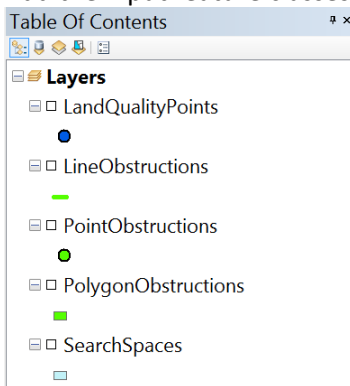 Table Of Contents
Layers
LandQualityPoints
LineObstructions
PointObstructions
PolygonObstructions
SearchSpaces